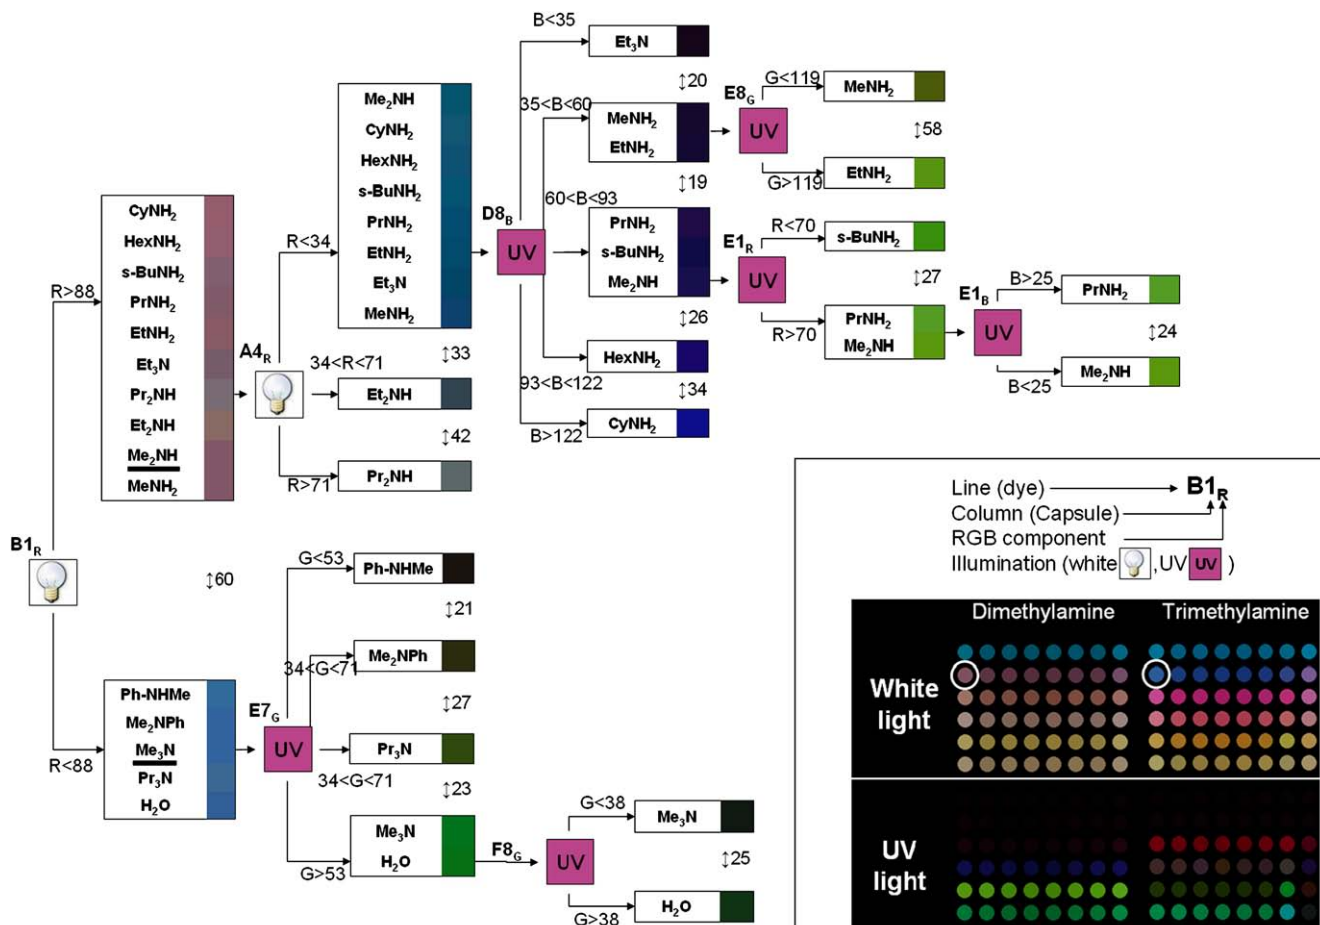 B1R
R>88
CyNH2
HexNH2
s-BuNH2
PrNH2
EtNH2
Et3N
Pr2NH
Et2NH
Me2NH
MeNH2
A4R
R<34
Me2NH
CyNH2
HexNH2
s-BuNH2
PrNH2
EtNH2
Et3N
MeNH2
↕33
34<R<71
Et2NH
↕42
R>71
Pr2NH
D8B
UV
B<35
Et3N
↕20
35<B<60
MeNH2
EtNH2
↕19
60<B<93
PrNH2
s-BuNH2
Me2NH
↕26
93<B<122
HexNH2
↕34
B>122
CyNH2
E8G
UV
G<119
MeNH2
↕58
G>119
EtNH2
E1R
UV
R<70
s-BuNH2
↕27
R>70
PrNH2
Me2NH
E1B
UV
B>25
PrNH2
↕24
B<25
Me2NH
↕60
R<88
Ph-NHMe
Me2NPh
Me3N
Pr3N
H2O
E7G
UV
G<53
Ph-NHMe
↕21
34<G<71
Me2NPh
↕27
34<G<71
Pr3N
↕23
G>53
Me3N
H2O
F8G
UV
G<38
Me3N
↕25
G>38
H2O
Line (dye) B1R
Column (Capsule)
RGB component
Illumination (white , UV UV )
Dimethylamine Trimethylamine
White
light
UV
light